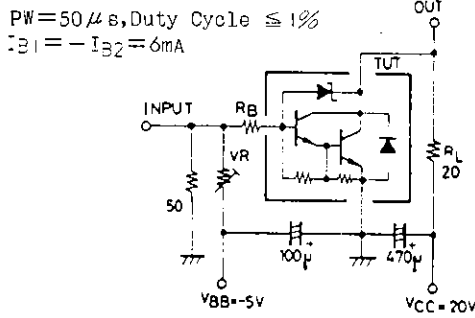 PW=50μs,Duty Cycle ≦1%
IB1=-IB2=6mA
OUT
TUT
INPUT
RB
VR
RL
20
50
100μ
+
470μ
+
VBB=-5V
VCC=20V